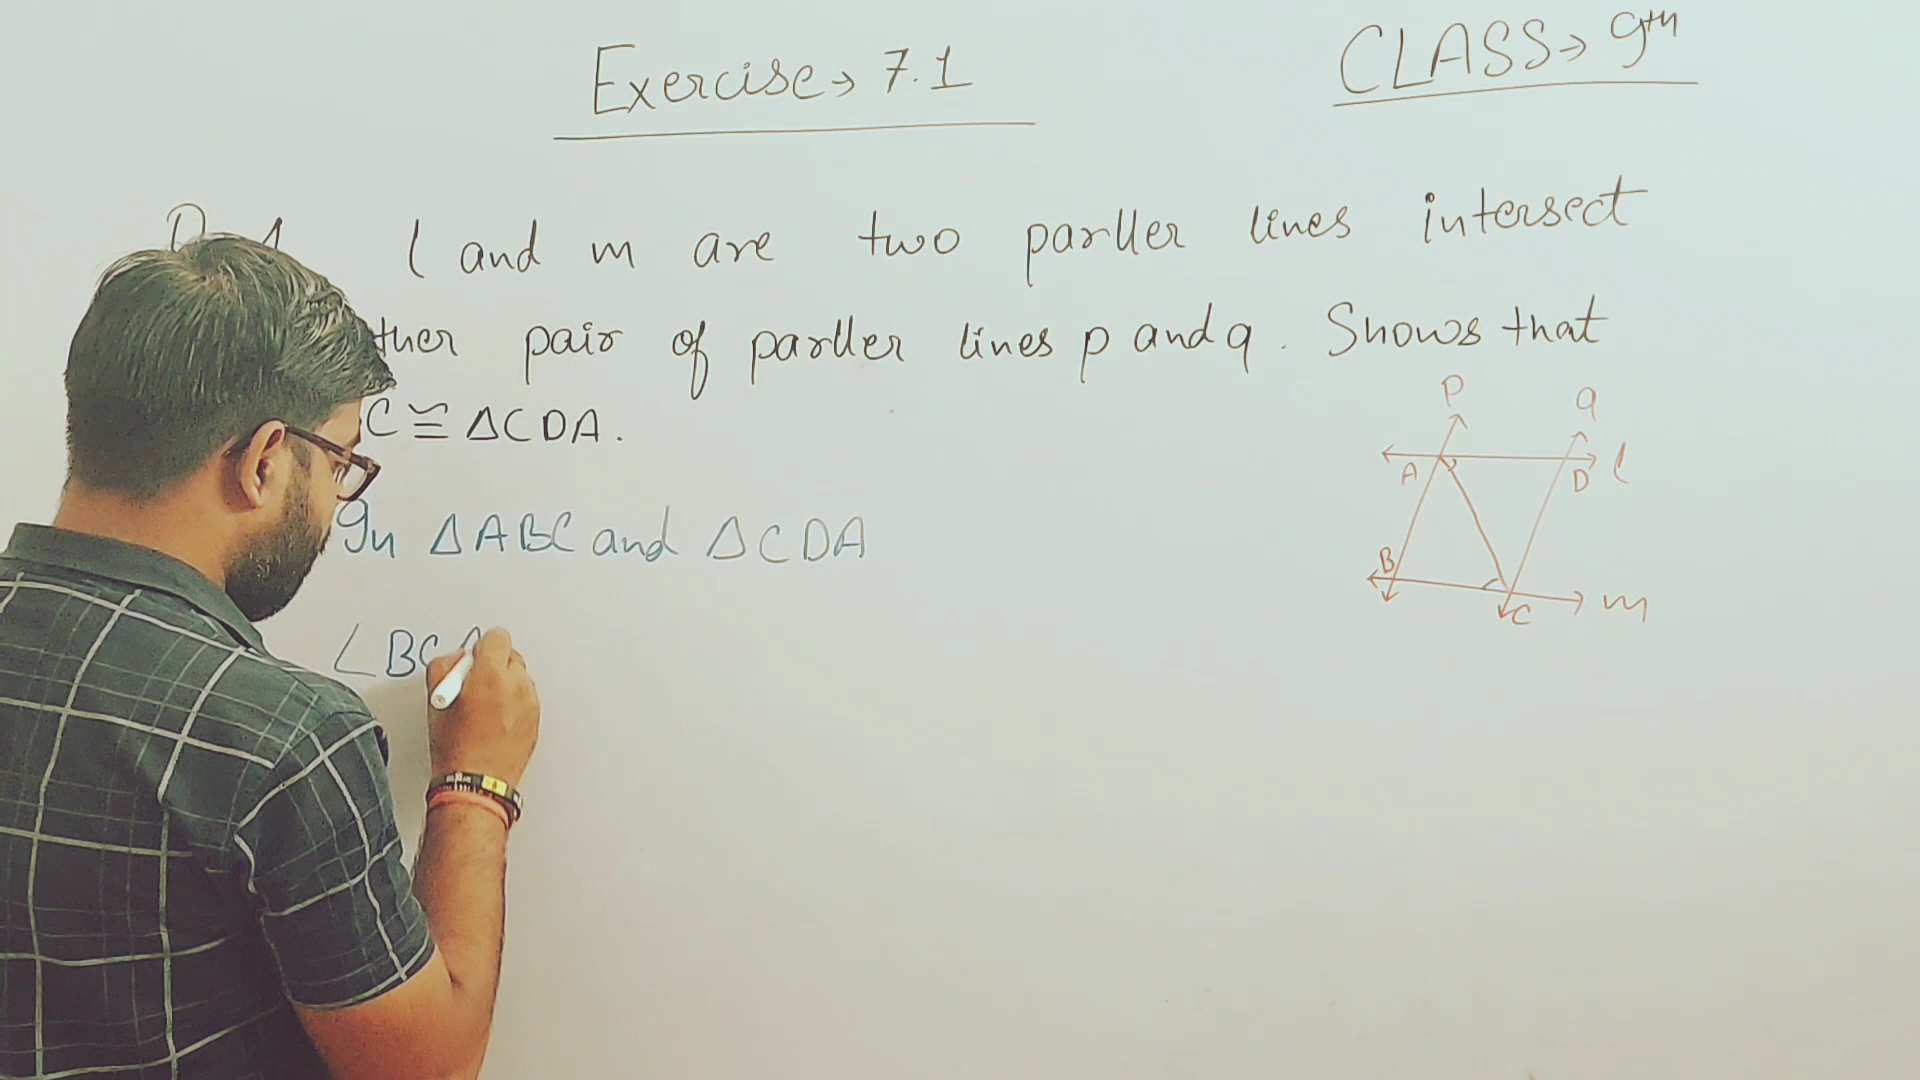 Exercise → 7.1
CLASS → 9th
l and m are two parller lines intersect
ther pair of parller lines p and q. Shows that
C ≅ ΔCDA.
In ΔABC and ΔCDA
∠BCA
P
q
A
D
l
B
C
m